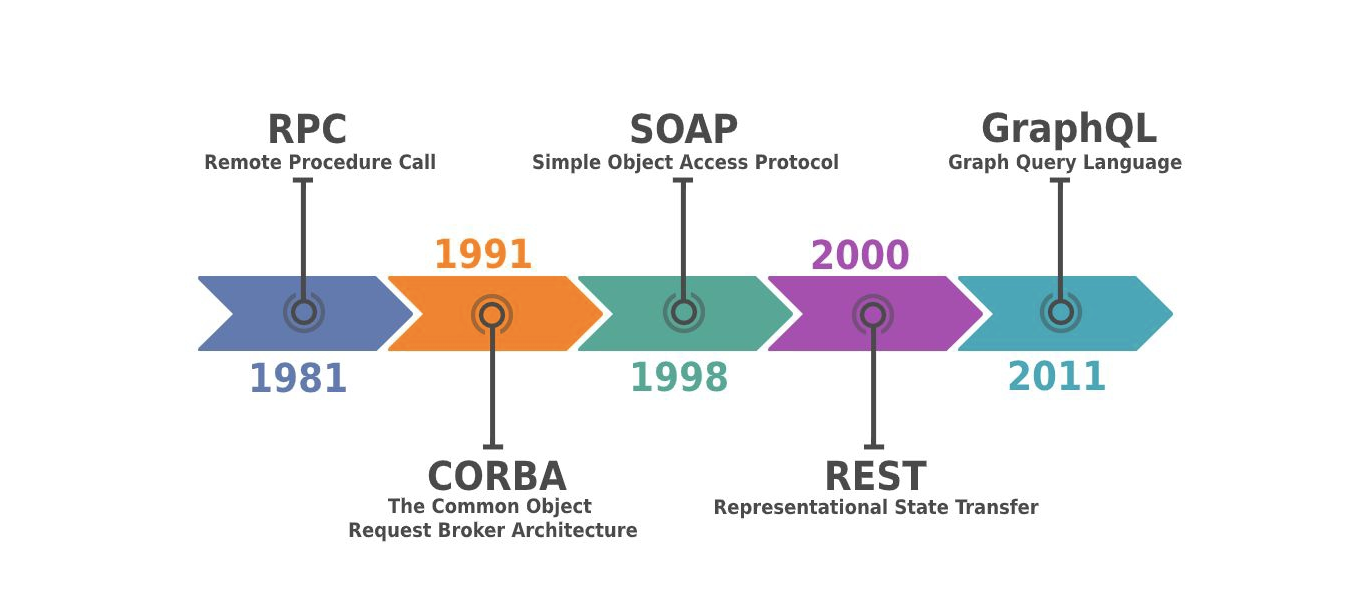 RPC
Remote Procedure Call
SOAP
Simple Object Access Protocol
GraphQL
Graph Query Language
1991
2000
1981
1998
2011
CORBA
The Common Object
Request Broker Architecture
REST
Representational State Transfer